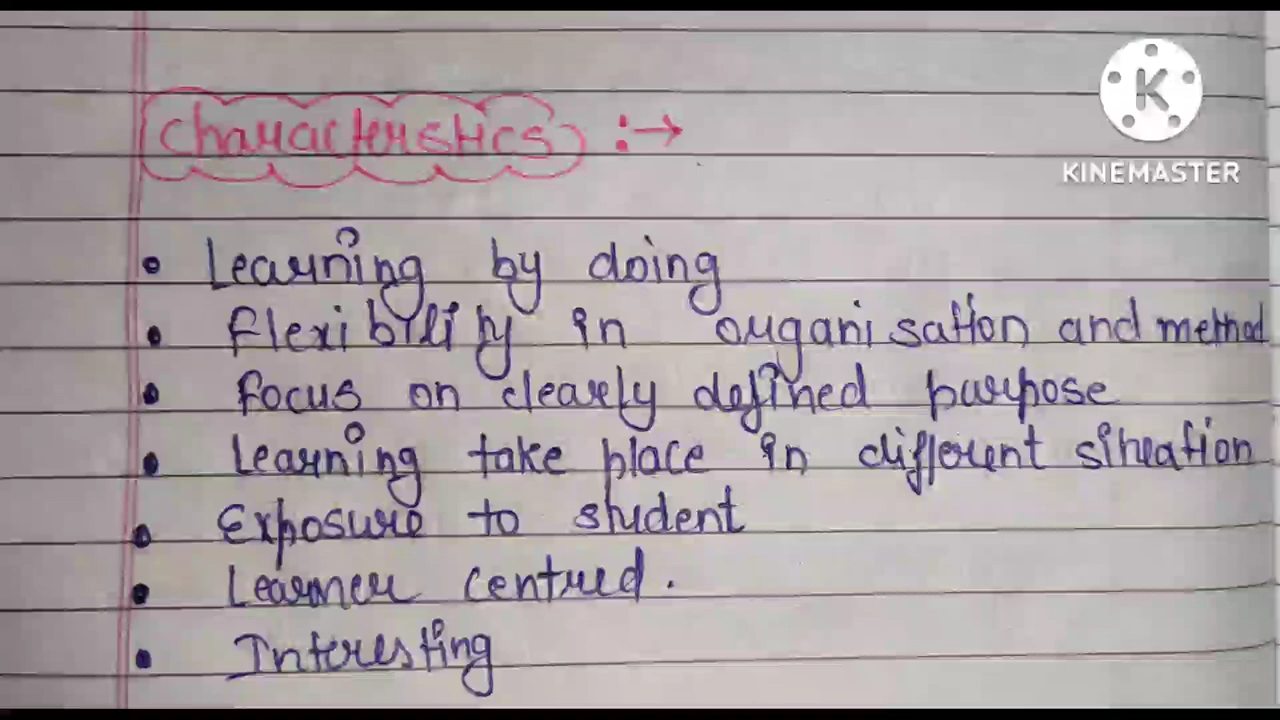 Characteristics :→
K
KINEMASTER
• Learning by doing
• flexibility in organisation and method
• focus on clearly defined purpose
• Learning take place in different situation
• Exposure to student
• Learner centred.
• Interesting